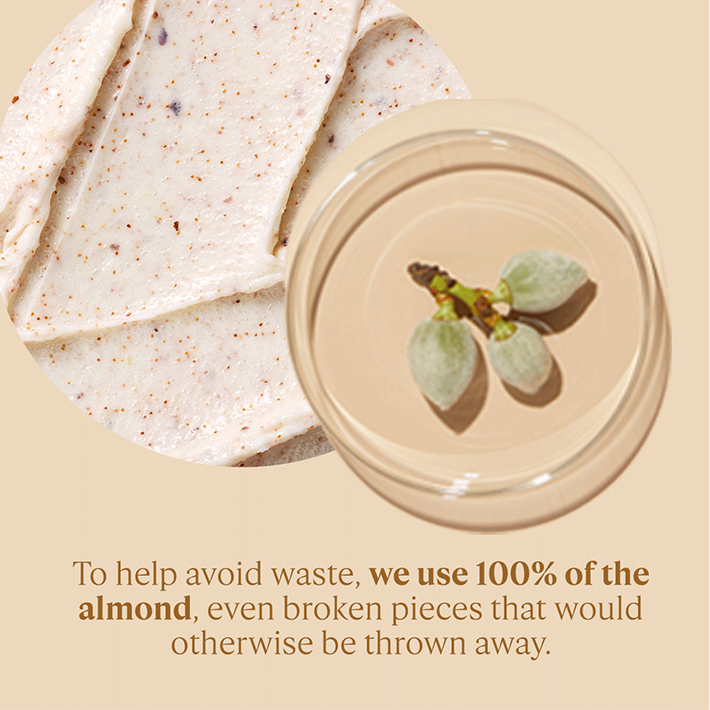 To help avoid waste, we use 100% of the
almond, even broken pieces that would
otherwise be thrown away.